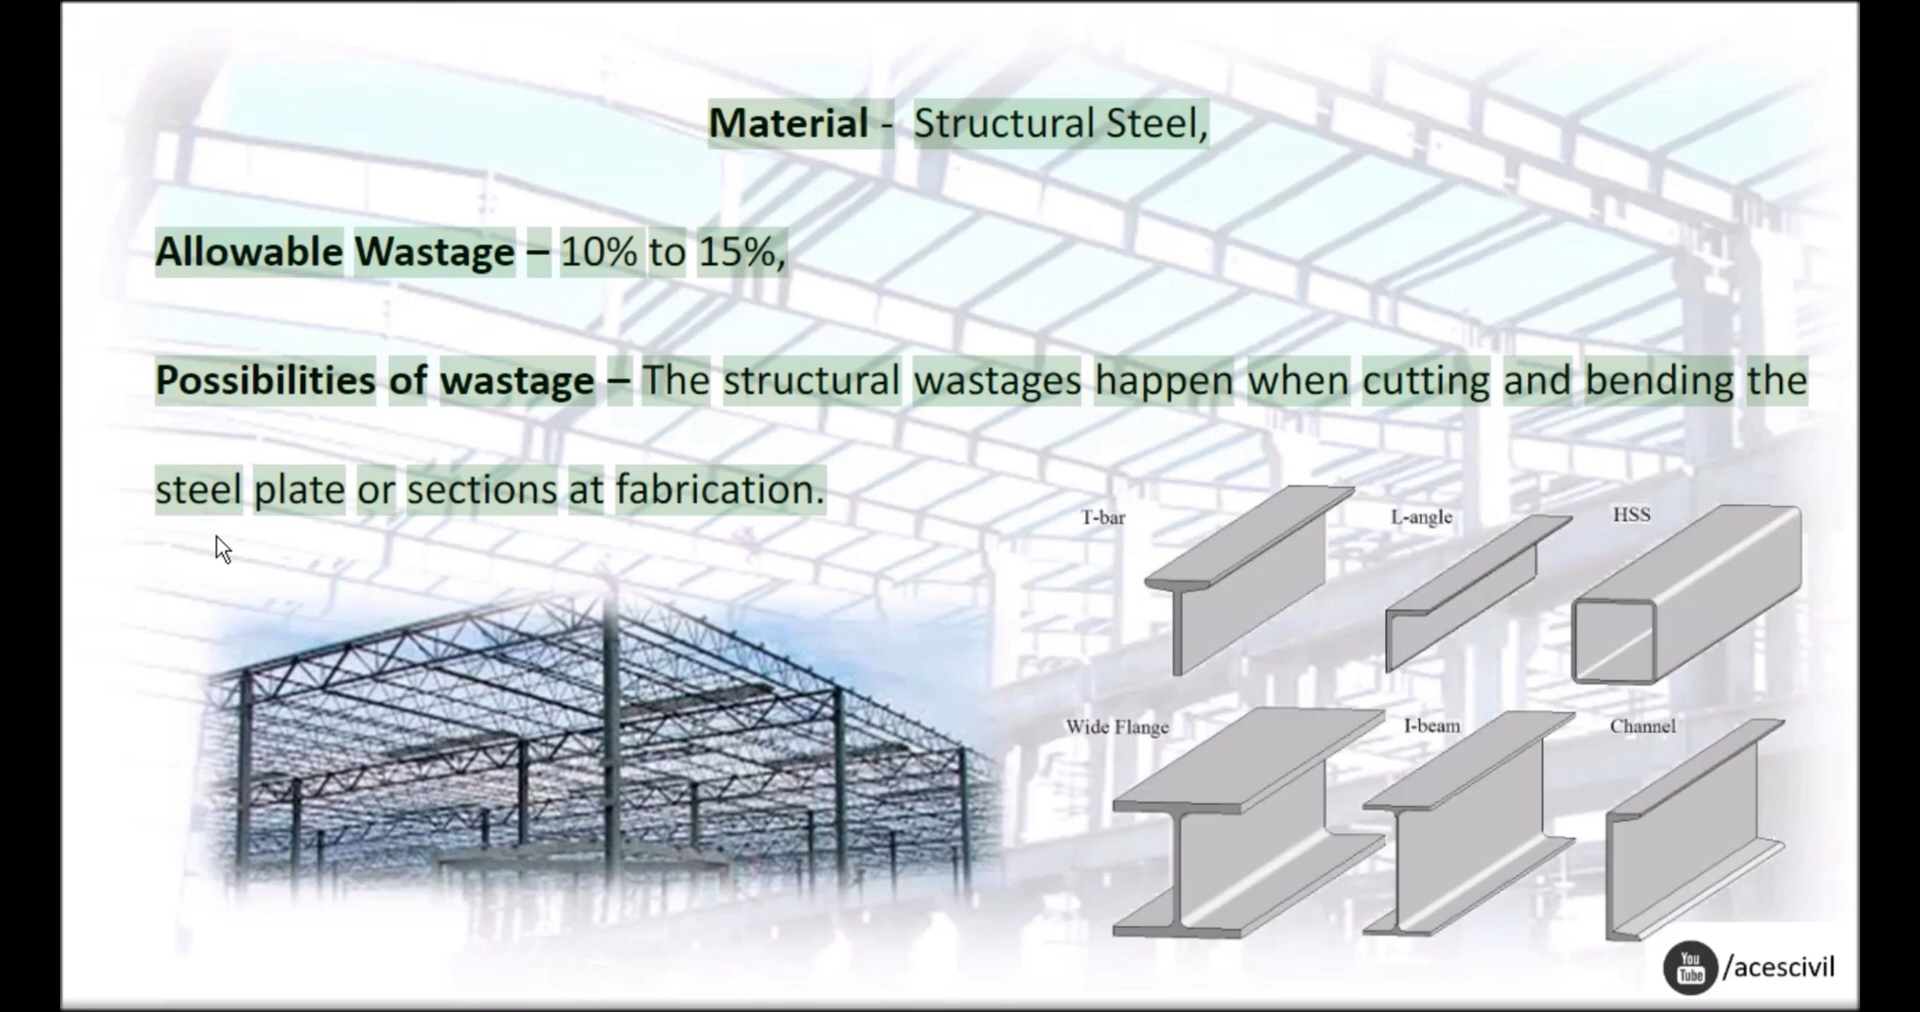 Material - Structural Steel,
Allowable Wastage – 10% to 15%,
Possibilities of wastage – The structural wastages happen when cutting and bending the
steel plate or sections at fabrication.
T-bar
L-angle
HSS
Wide Flange
I-beam
Channel
You
Tube
/acescivil